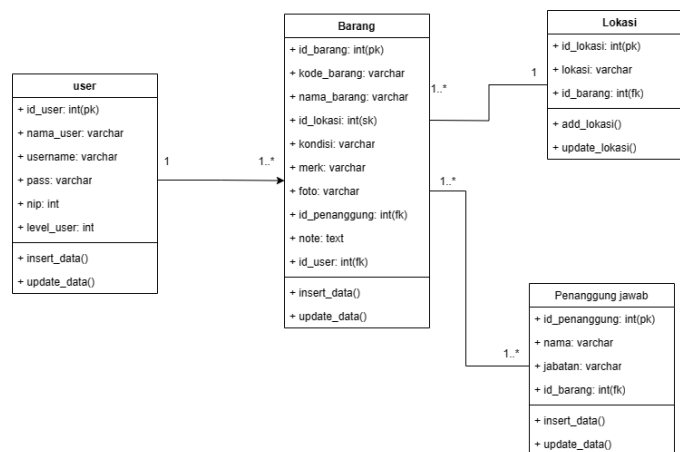 user
+ id_user: int(pk)
+ nama_user: varchar
+ username: varchar
+ pass: varchar
+ nip: int
+ level_user: int
+ insert_data()
+ update_data()
1
1..*
Barang
+ id_barang: int(pk)
+ kode_barang: varchar
+ nama_barang: varchar
+ id_lokasi: int(sk)
+ kondisi: varchar
+ merk: varchar
+ foto: varchar
+ id_penanggung: int(fk)
+ note: text
+ id_user: int(fk)
+ insert_data()
+ update_data()
1..*
1
Lokasi
+ id_lokasi: int(pk)
+ lokasi: varchar
+ id_barang: int(fk)
+ add_lokasi()
+ update_lokasi()
1..*
1..*
Penanggung jawab
+ id_penanggung: int(pk)
+ nama: varchar
+ jabatan: varchar
+ id_barang: int(fk)
+ insert_data()
+ update_data()